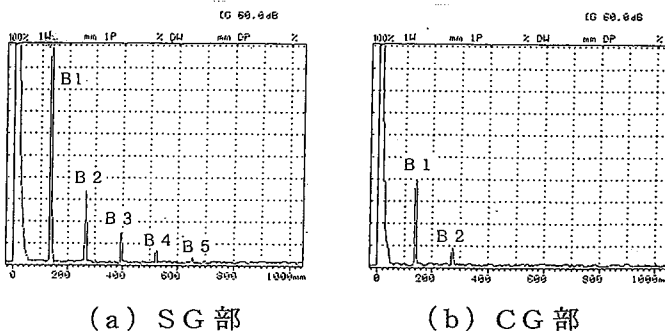 CG 60.0dB
100% 1W mm 1P % DW mm DP %
B1
B2
B3
B4
B5
0 200 400 600 800 1000mm
(a) SG部
CG 60.0dB
100% 1W mm 1P % DW mm DP %
B1
B2
0 200 400 600 800 1000mm
(b) CG部